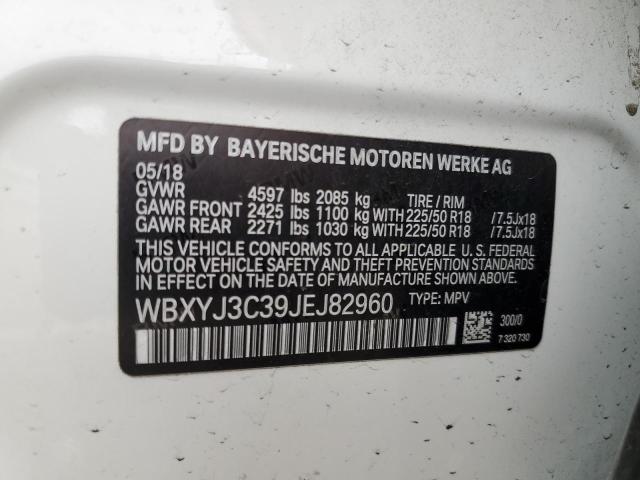 MFD BY BAYERISCHE MOTOREN WERKE AG
05/18
GVWR 4597 lbs 2085 kg TIRE / RIM
GAWR FRONT 2425 lbs 1100 kg WITH 225/50 R18 /7.5Jx18
GAWR REAR 2271 lbs 1030 kg WITH 225/50 R18 /7.5Jx18
THIS VEHICLE CONFORMS TO ALL APPLICABLE U. S. FEDERAL
MOTOR VEHICLE SAFETY AND THEFT PREVENTION STANDARDS
IN EFFECT ON THE DATE OF MANUFACTURE SHOWN ABOVE.
WBXYJ3C39JEJ82960 TYPE: MPV
300/0
7 320 730